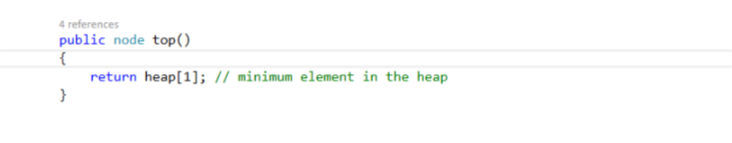 4 references
public node top()
{
return heap[1]; // minimum element in the heap
}